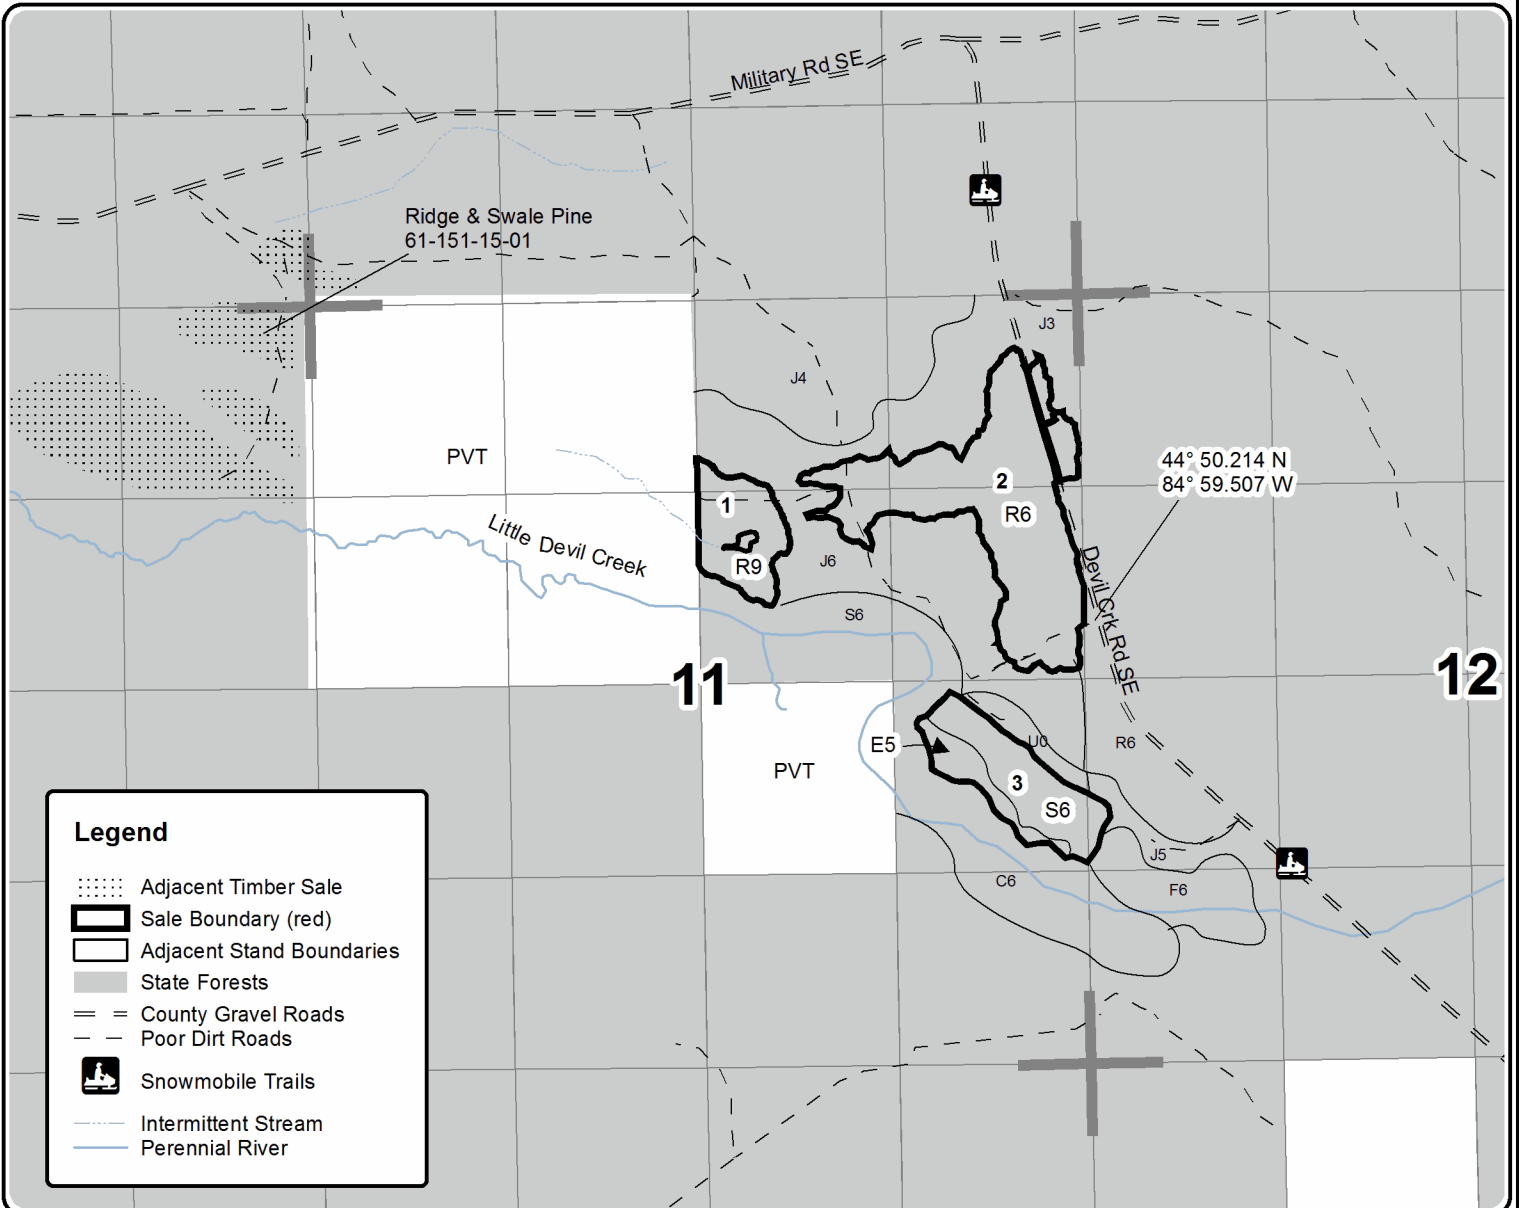 Military Rd SE
Ridge & Swale Pine
61-151-15-01
J3
J4
PVT
44° 50.214 N
84° 59.507 W
2
R6
1
R9
Little Devil Creek
J6
Devil Crk Rd SE
S6
11
12
E5
U0
R6
PVT
3
S6
J5
C6
F6
Legend
Adjacent Timber Sale
Sale Boundary (red)
Adjacent Stand Boundaries
State Forests
County Gravel Roads
Poor Dirt Roads
Snowmobile Trails
Intermittent Stream
Perennial River